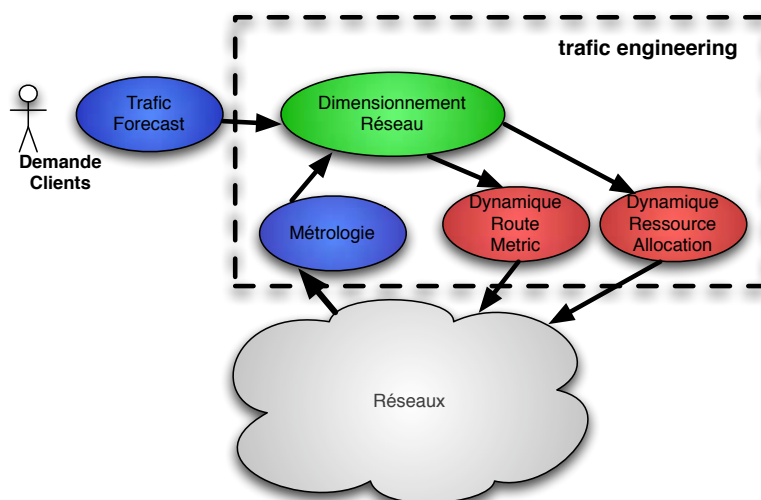 trafic engineering
Trafic
Forecast
Dimensionnement
Réseau
Demande
Clients
Métrologie
Dynamique
Route
Metric
Dynamique
Ressource
Allocation
Réseaux